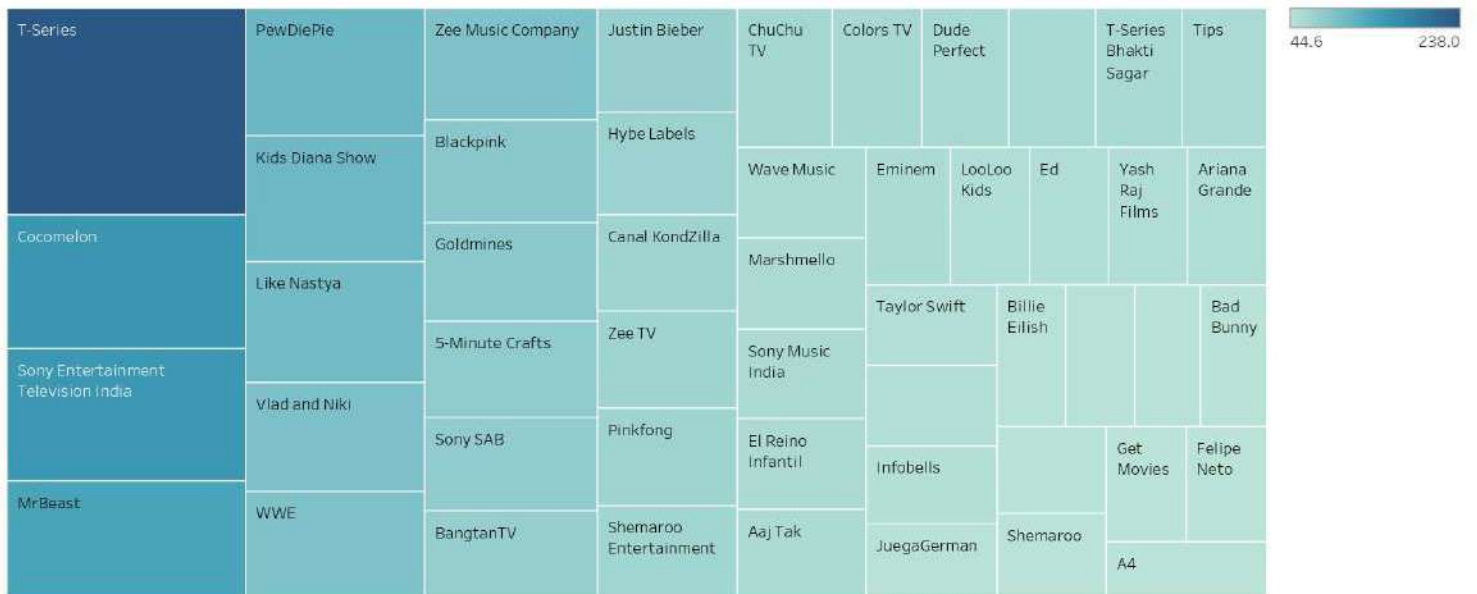 T-Series
Cocomelon
Sony Entertainment
Television India
MrBeast
PewDiePie
Kids Diana Show
Like Nastya
Vlad and Niki
WWE
Zee Music Company
Blackpink
Goldmines
5-Minute Crafts
Sony SAB
BangtanTV
Justin Bieber
Hybe Labels
Canal KondZilla
Zee TV
Pinkfong
Shemaroo
Entertainment
ChuChu
TV
Colors TV
Dude
Perfect
T-Series
Bhakti
Sagar
Tips
Wave Music
Marshmello
Sony Music
India
El Reino
Infantil
Aaj Tak
Eminem
LooLoo
Kids
Ed
Yash
Raj
Films
Ariana
Grande
Taylor Swift
Infobells
JuegaGerman
Billie
Eilish
Bad
Bunny
Shemaroo
Get
Movies
Felipe
Neto
A4
44.6
238.0